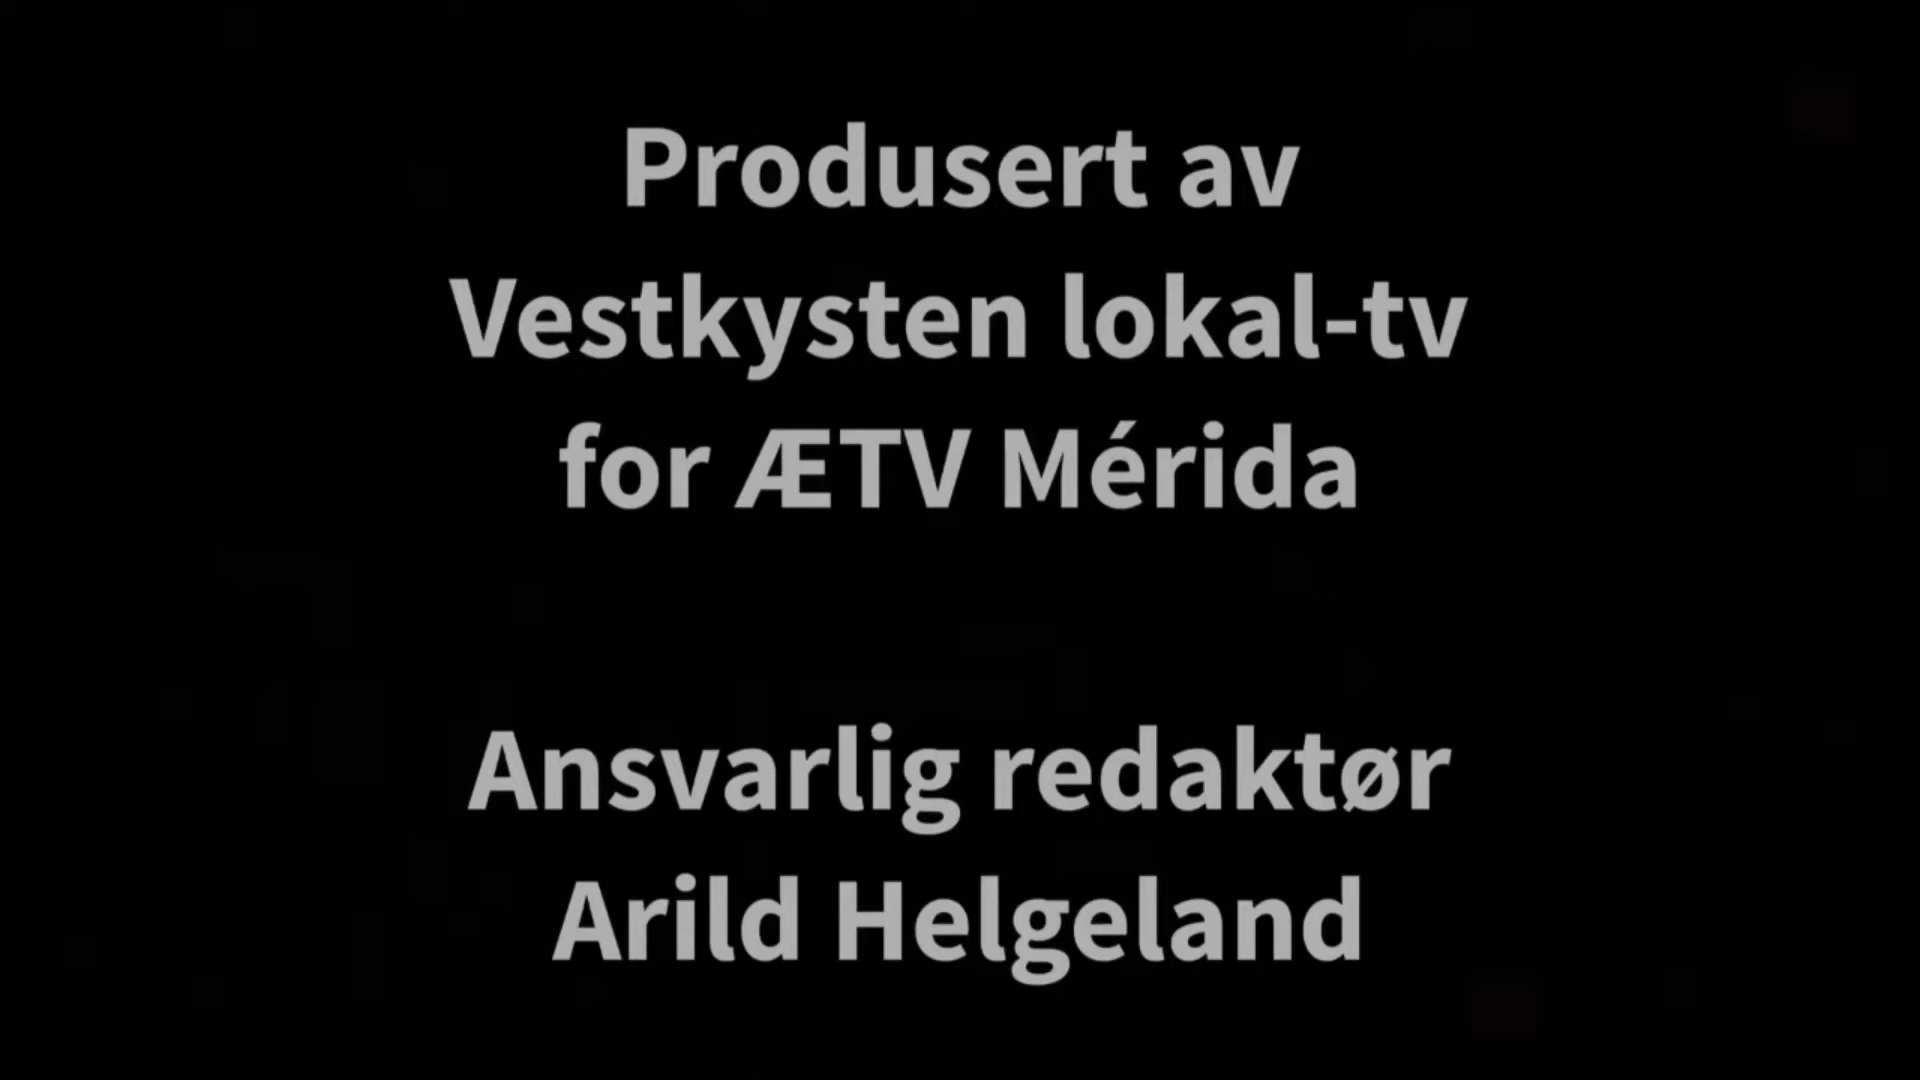 Produsert av
Vestkysten lokal-tv
for ÆTV Mérida
Ansvarlig redaktør
Arild Helgeland